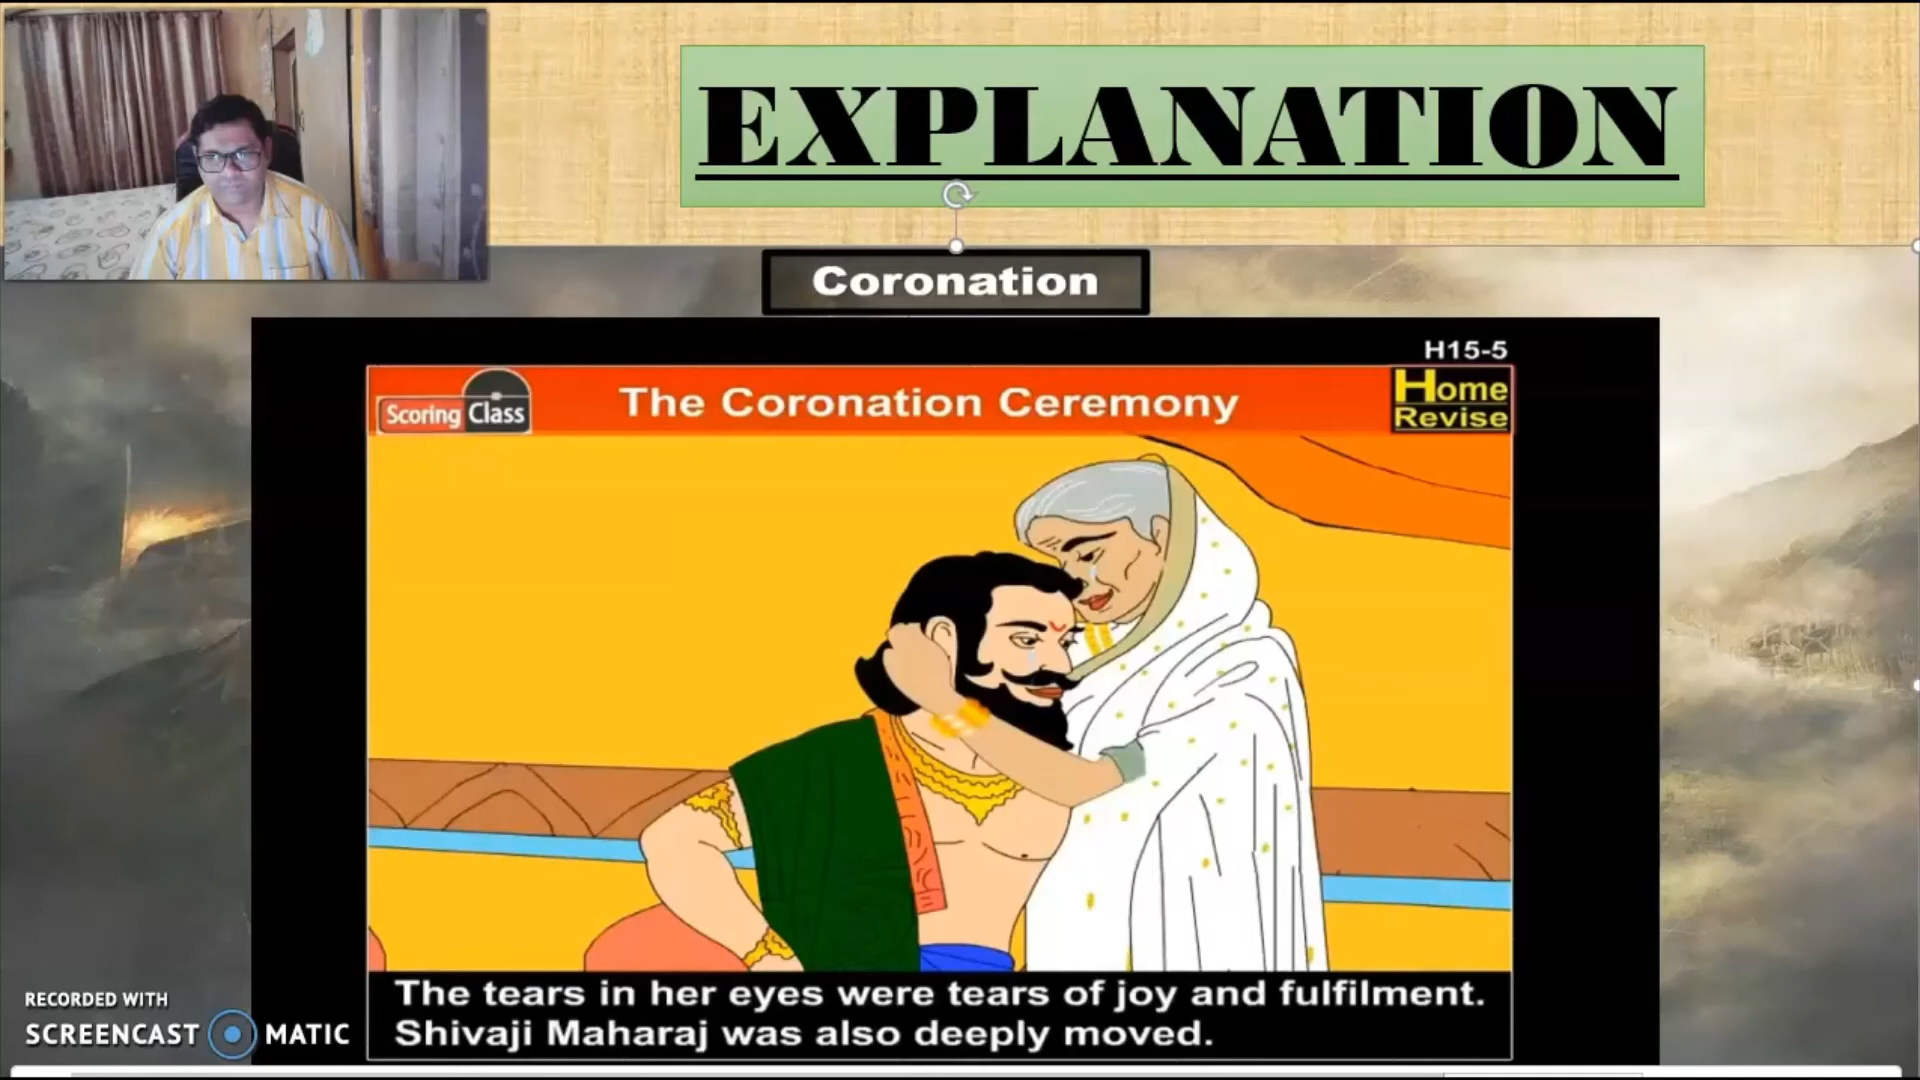 EXPLANATION
Coronation
H15-5
Scoring Class
The Coronation Ceremony
Home
Revise
The tears in her eyes were tears of joy and fulfilment.
Shivaji Maharaj was also deeply moved.
RECORDED WITH
SCREENCAST MATIC